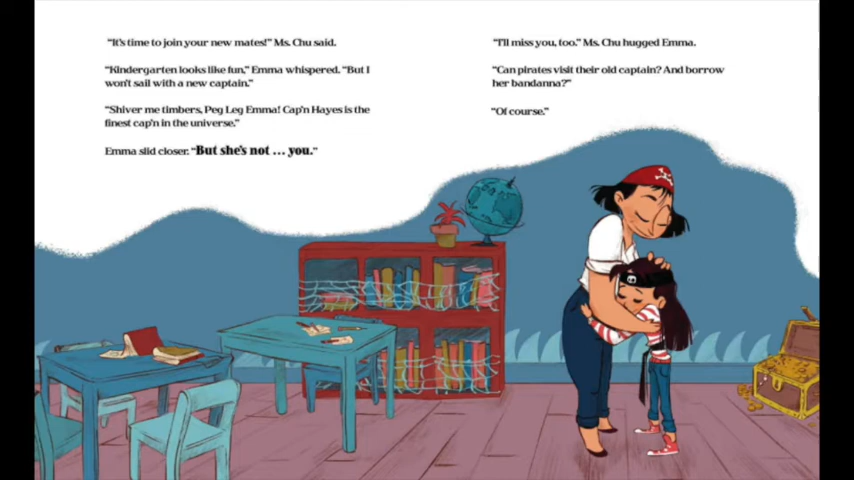 "It's time to join your new mates!" Ms. Chu said.
"Kindergarten looks like fun," Emma whispered. "But I
won't sail with a new captain."
"Shiver me timbers, Peg Leg Emma! Cap'n Hayes is the
finest cap'n in the universe."
Emma slid closer. "But she's not ... you."
"I'll miss you, too." Ms. Chu hugged Emma.
"Can pirates visit their old captain? And borrow
her bandanna?"
"Of course."